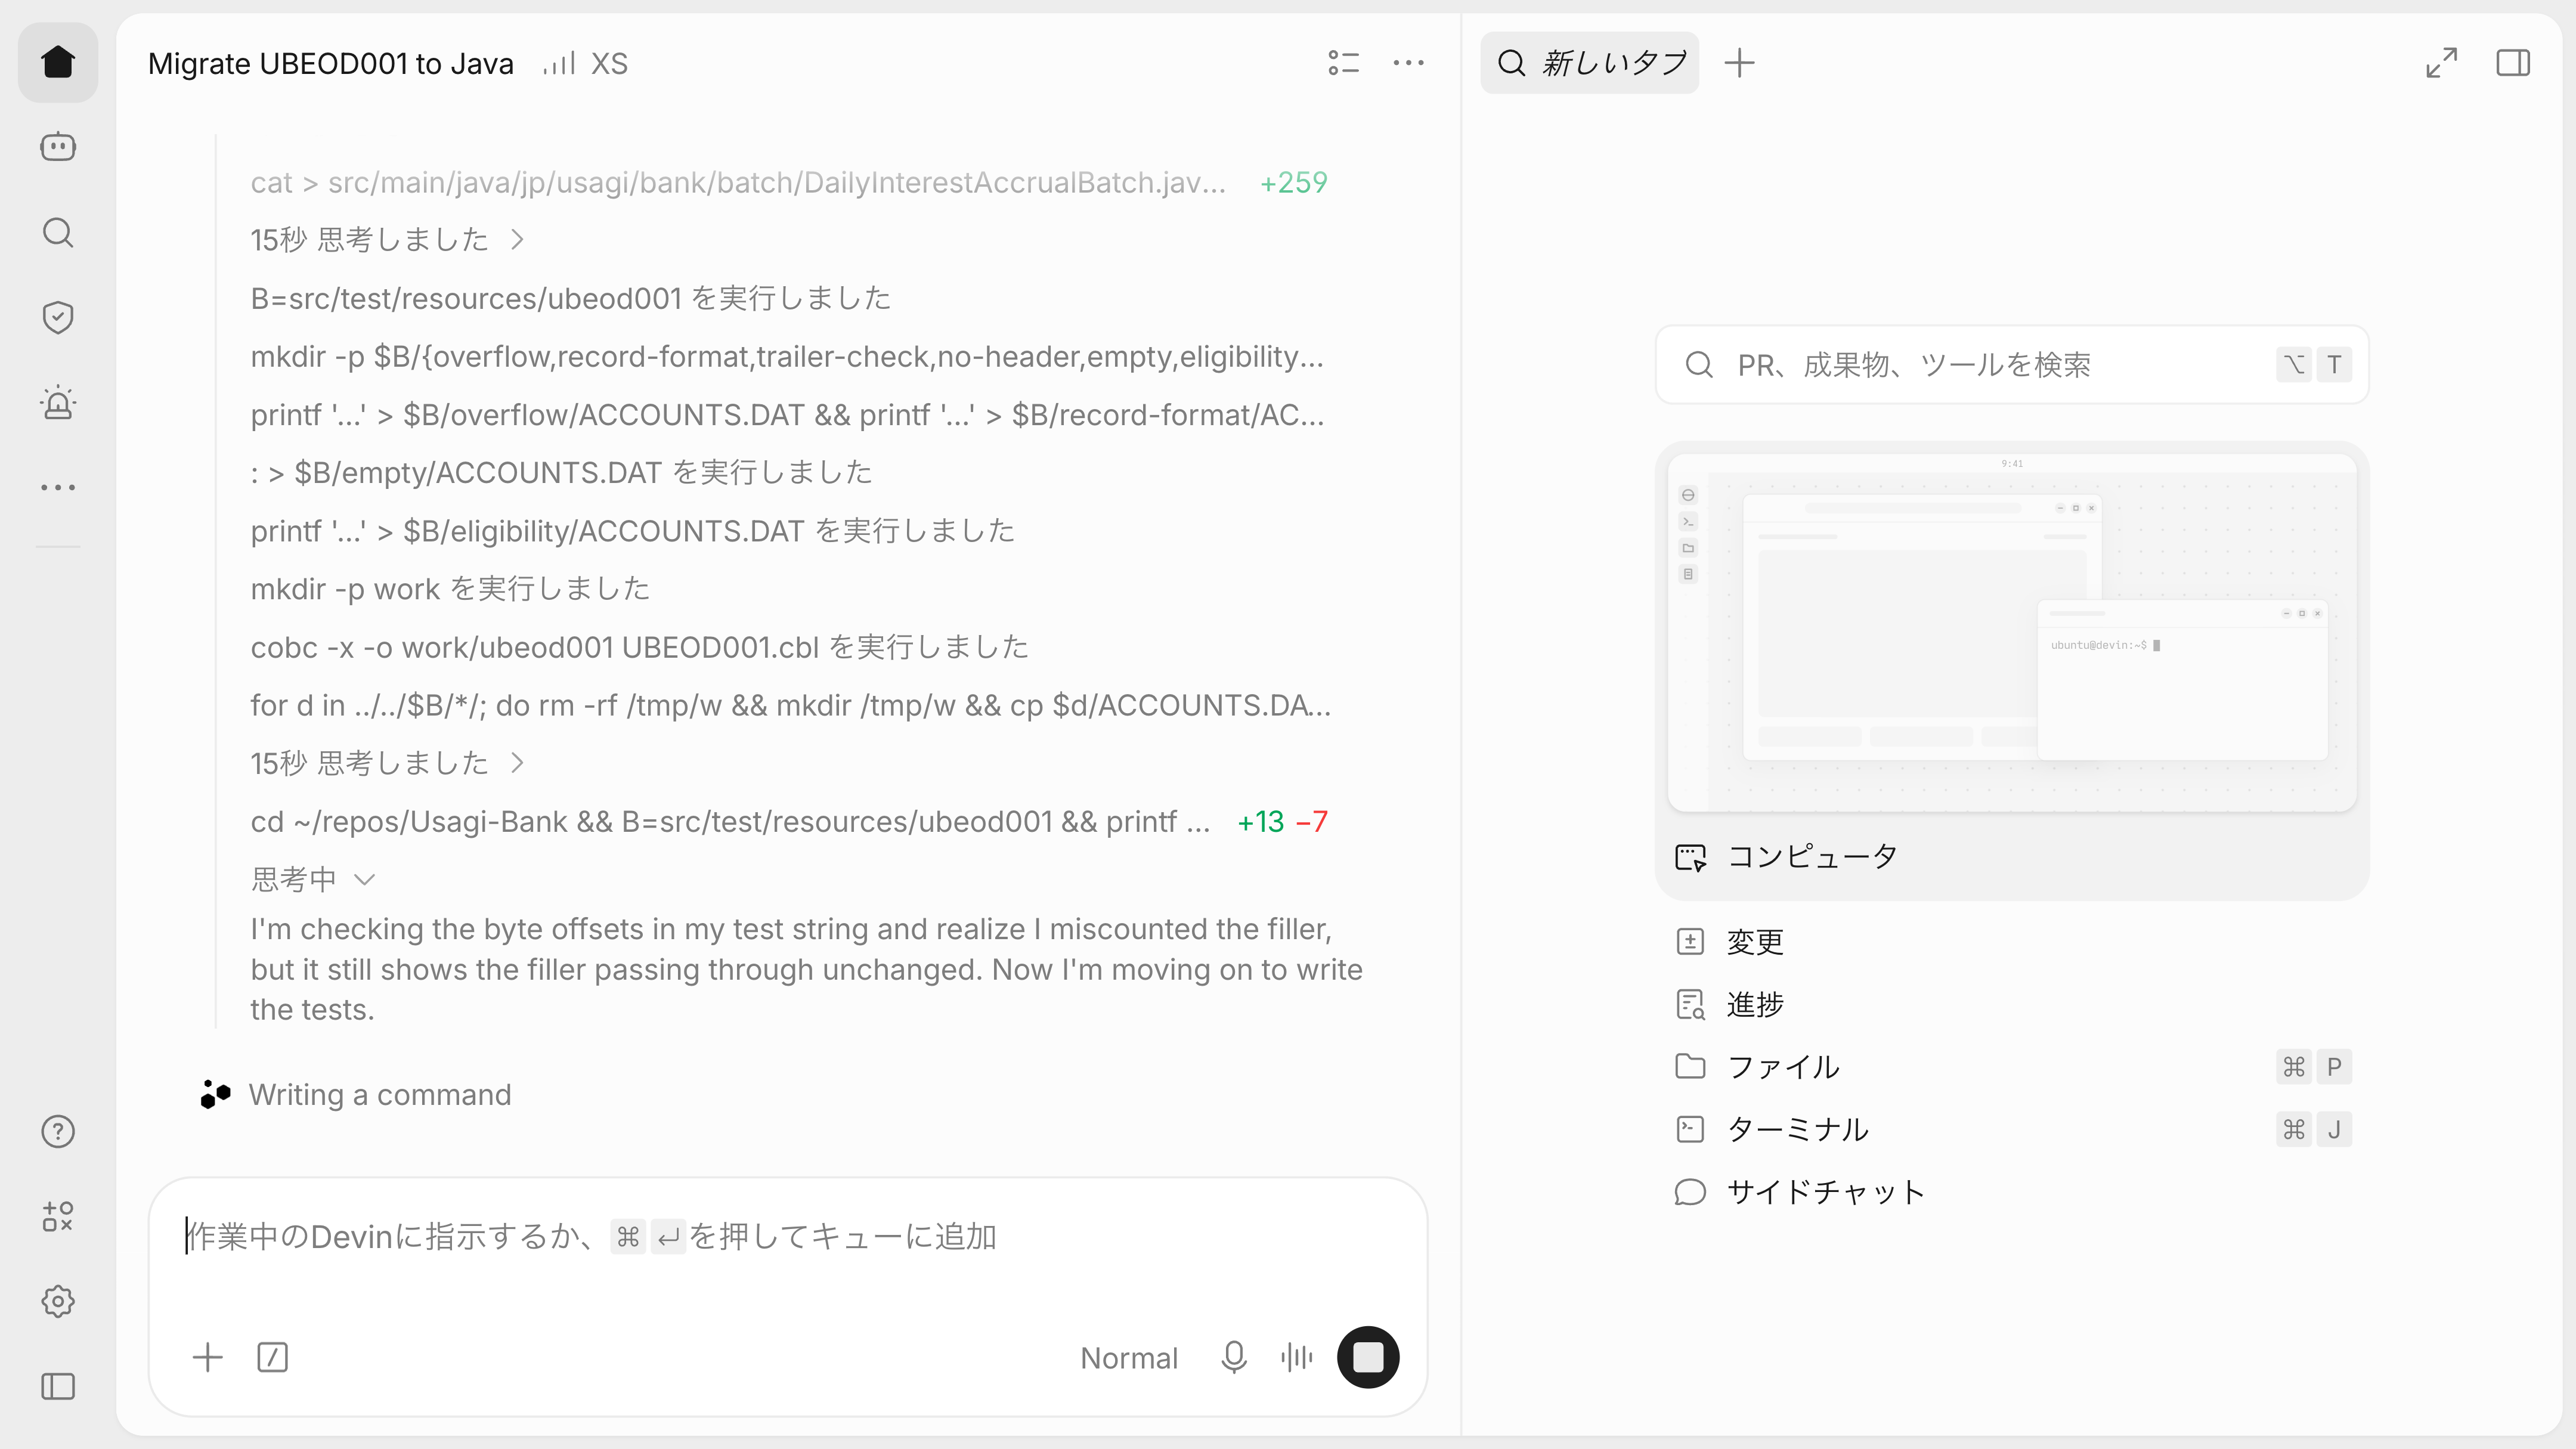 Migrate UBEOD001 to Java
XS
cat > src/main/java/jp/usagi/bank/batch/DailyInterestAccrualBatch.jav... +259
15秒 思考しました
B=src/test/resources/ubeod001 を実行しました
mkdir -p $B/{overflow,record-format,trailer-check,no-header,empty,eligibility...
printf '...' > $B/overflow/ACCOUNTS.DAT && printf '...' > $B/record-format/AC...
: > $B/empty/ACCOUNTS.DAT を実行しました
printf '...' > $B/eligibility/ACCOUNTS.DAT を実行しました
mkdir -p work を実行しました
cobc -x -o work/ubeod001 UBEOD001.cbl を実行しました
for d in ../../$B/*/; do rm -rf /tmp/w && mkdir /tmp/w && cp $d/ACCOUNTS.DA...
15秒 思考しました
cd ~/repos/Usagi-Bank && B=src/test/resources/ubeod001 && printf ... +13 −7
思考中
I'm checking the byte offsets in my test string and realize I miscounted the filler,
but it still shows the filler passing through unchanged. Now I'm moving on to write
the tests.
Writing a command
作業中のDevinに指示するか、⌘ ↵ を押してキューに追加
Normal
新しいタブ
PR、成果物、ツールを検索 ⌥ T
9:41
ubuntu@devin:~$
コンピュータ
変更
進捗
ファイル ⌘ P
ターミナル ⌘ J
サイドチャット